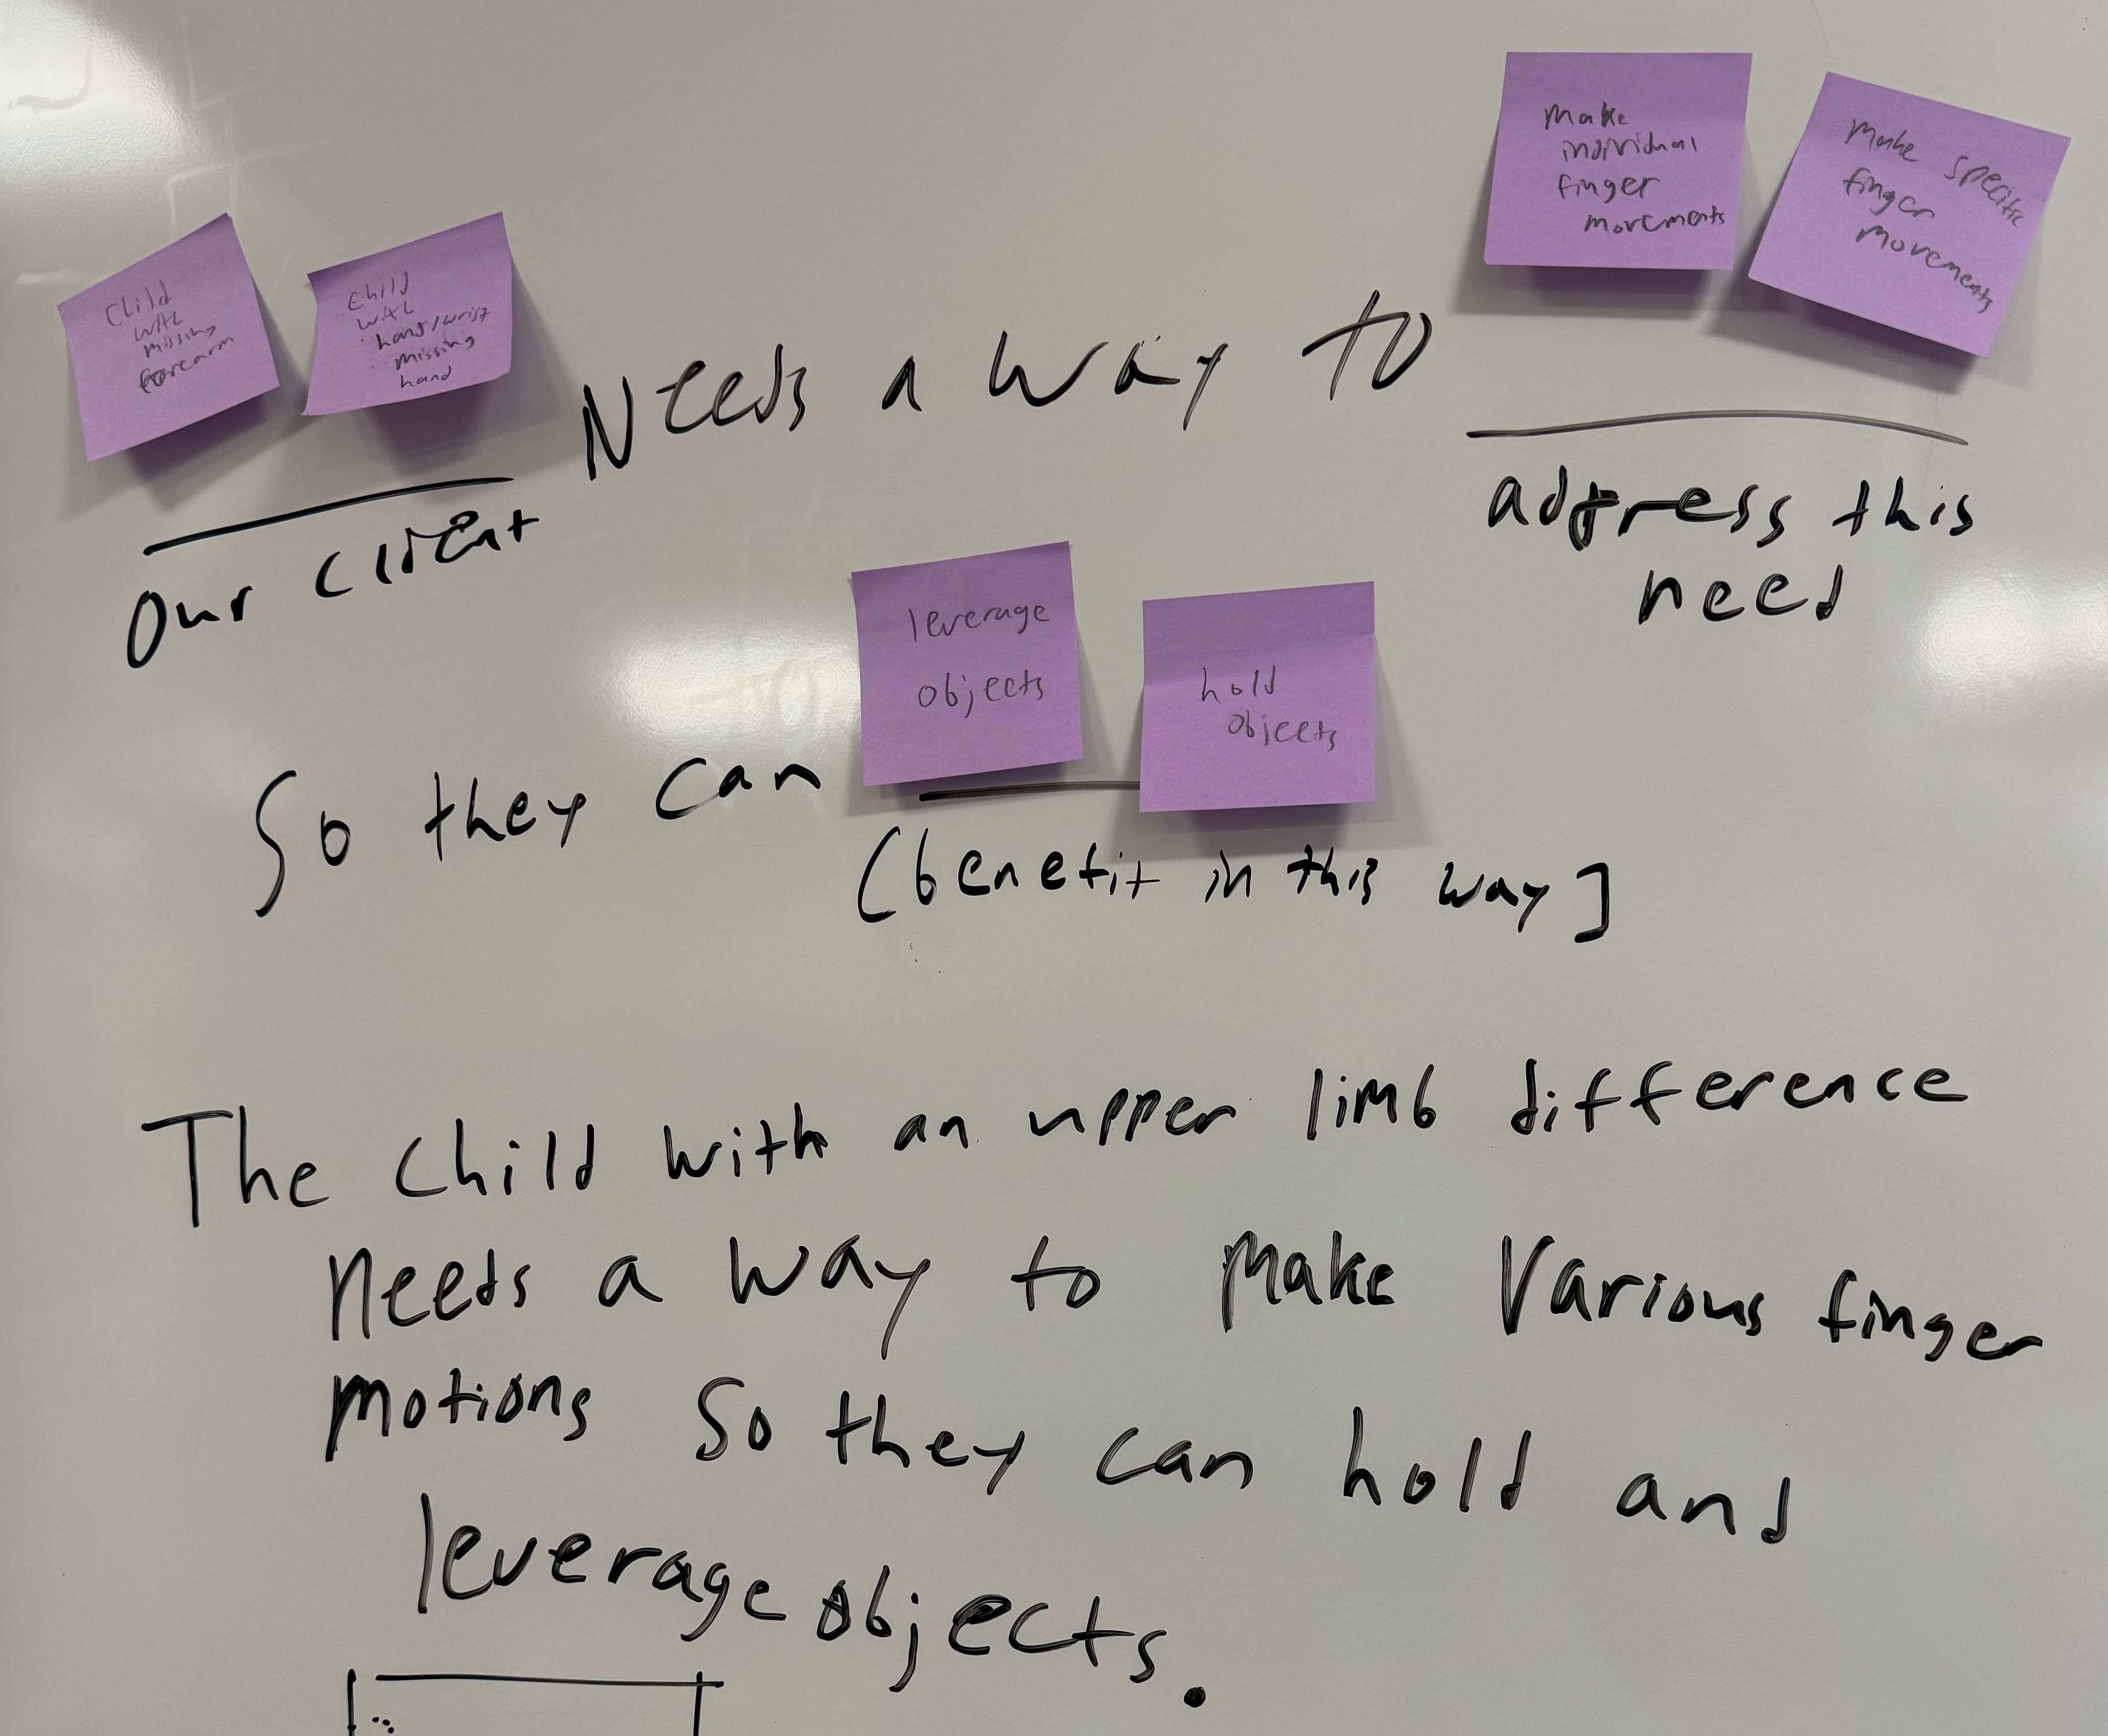 Child
with
missing
forearm
Child
with
hand/wrist
missing
hand
Needs a way to
make
individual
finger
movements
make specific
finger
movements
our client
address this
need
leverage
objects
hold
objects
So they can
(benefit in this way]
The child with an upper limb difference
needs a way to make various finger
motions so they can hold and
leverage objects.